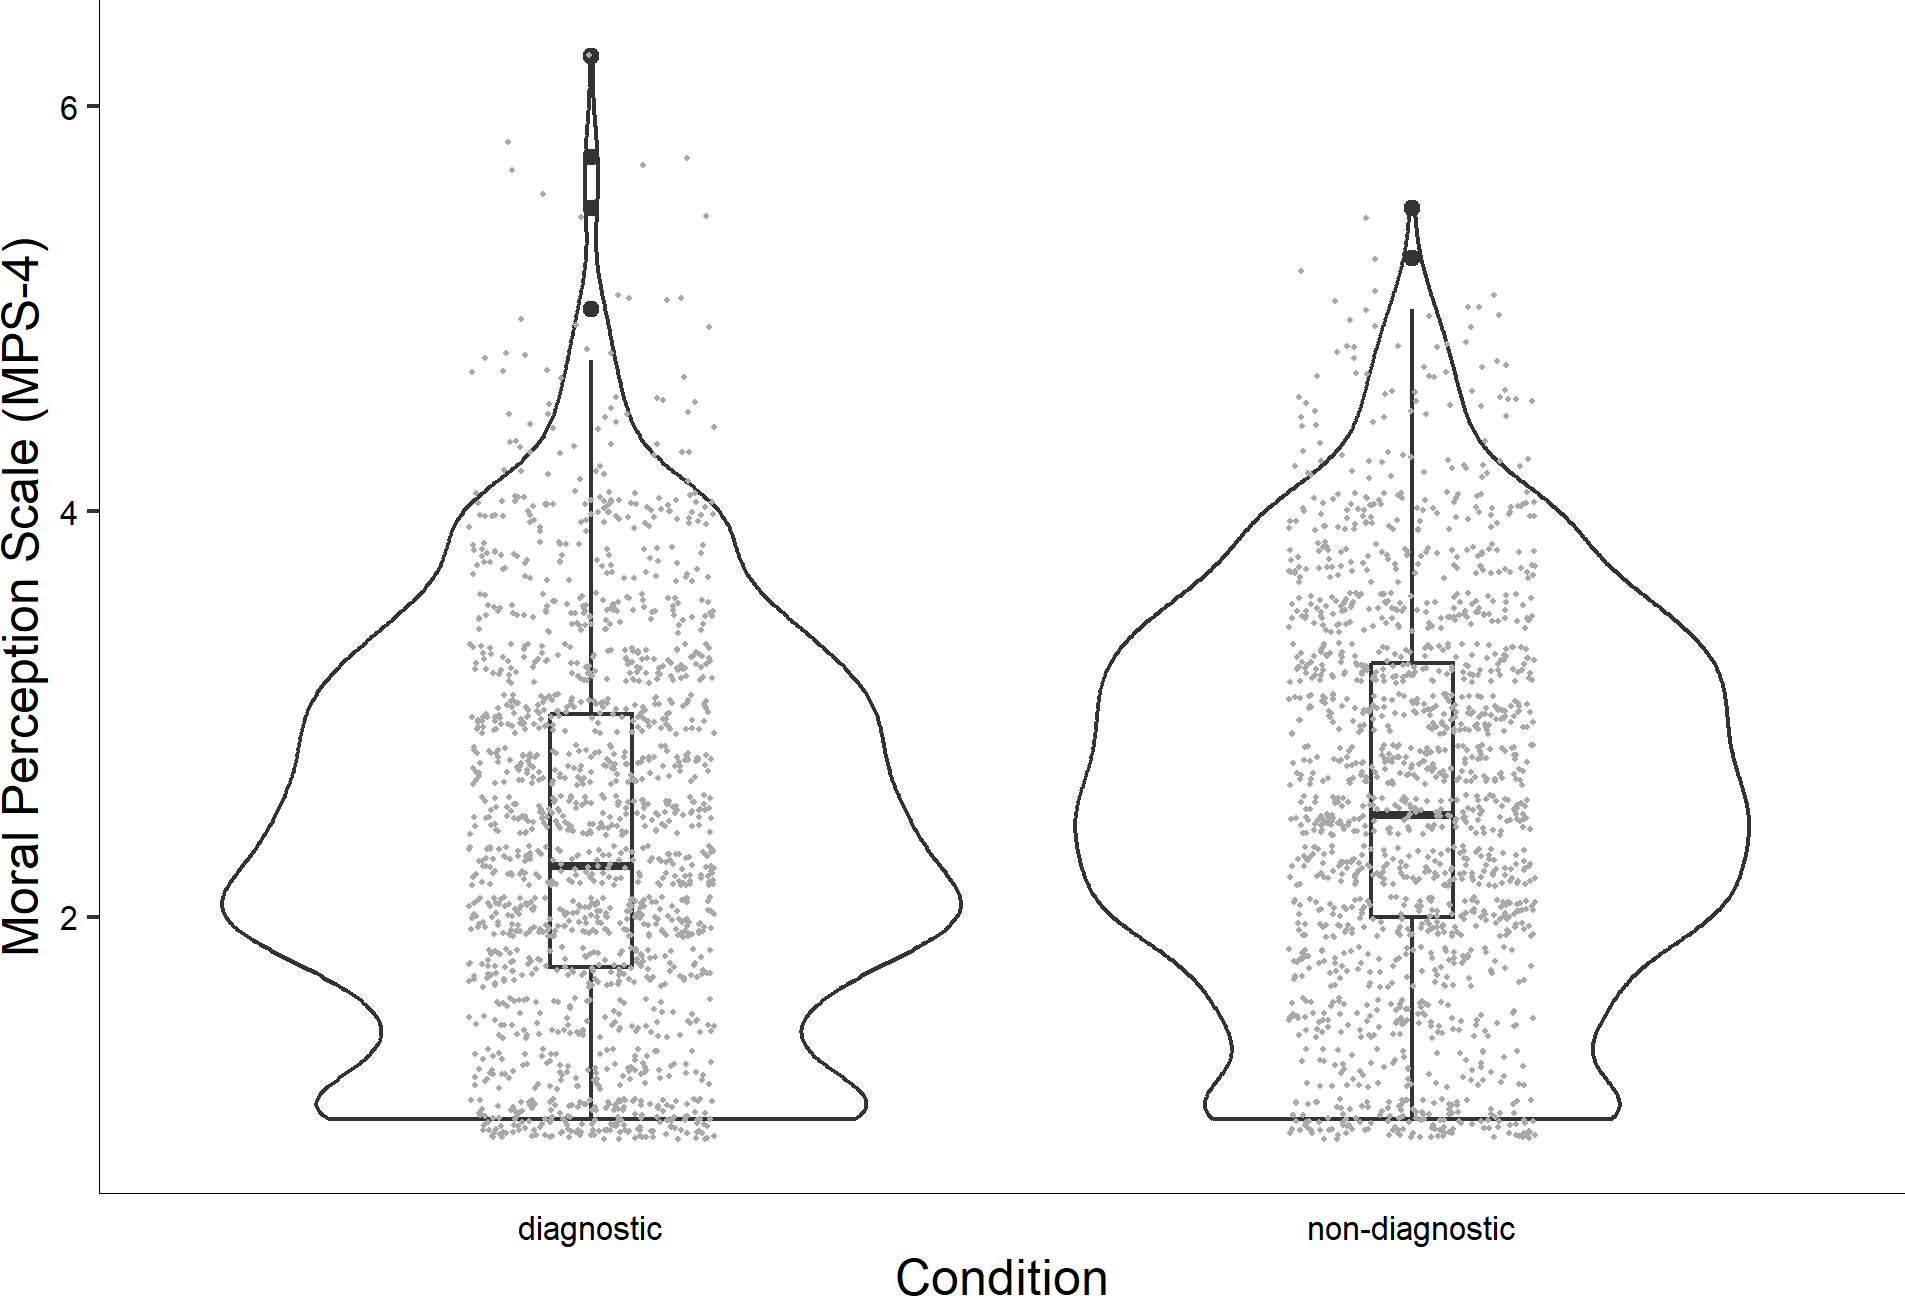 Moral Perception Scale (MPS-4)
6
4
2
diagnostic
non-diagnostic
Condition